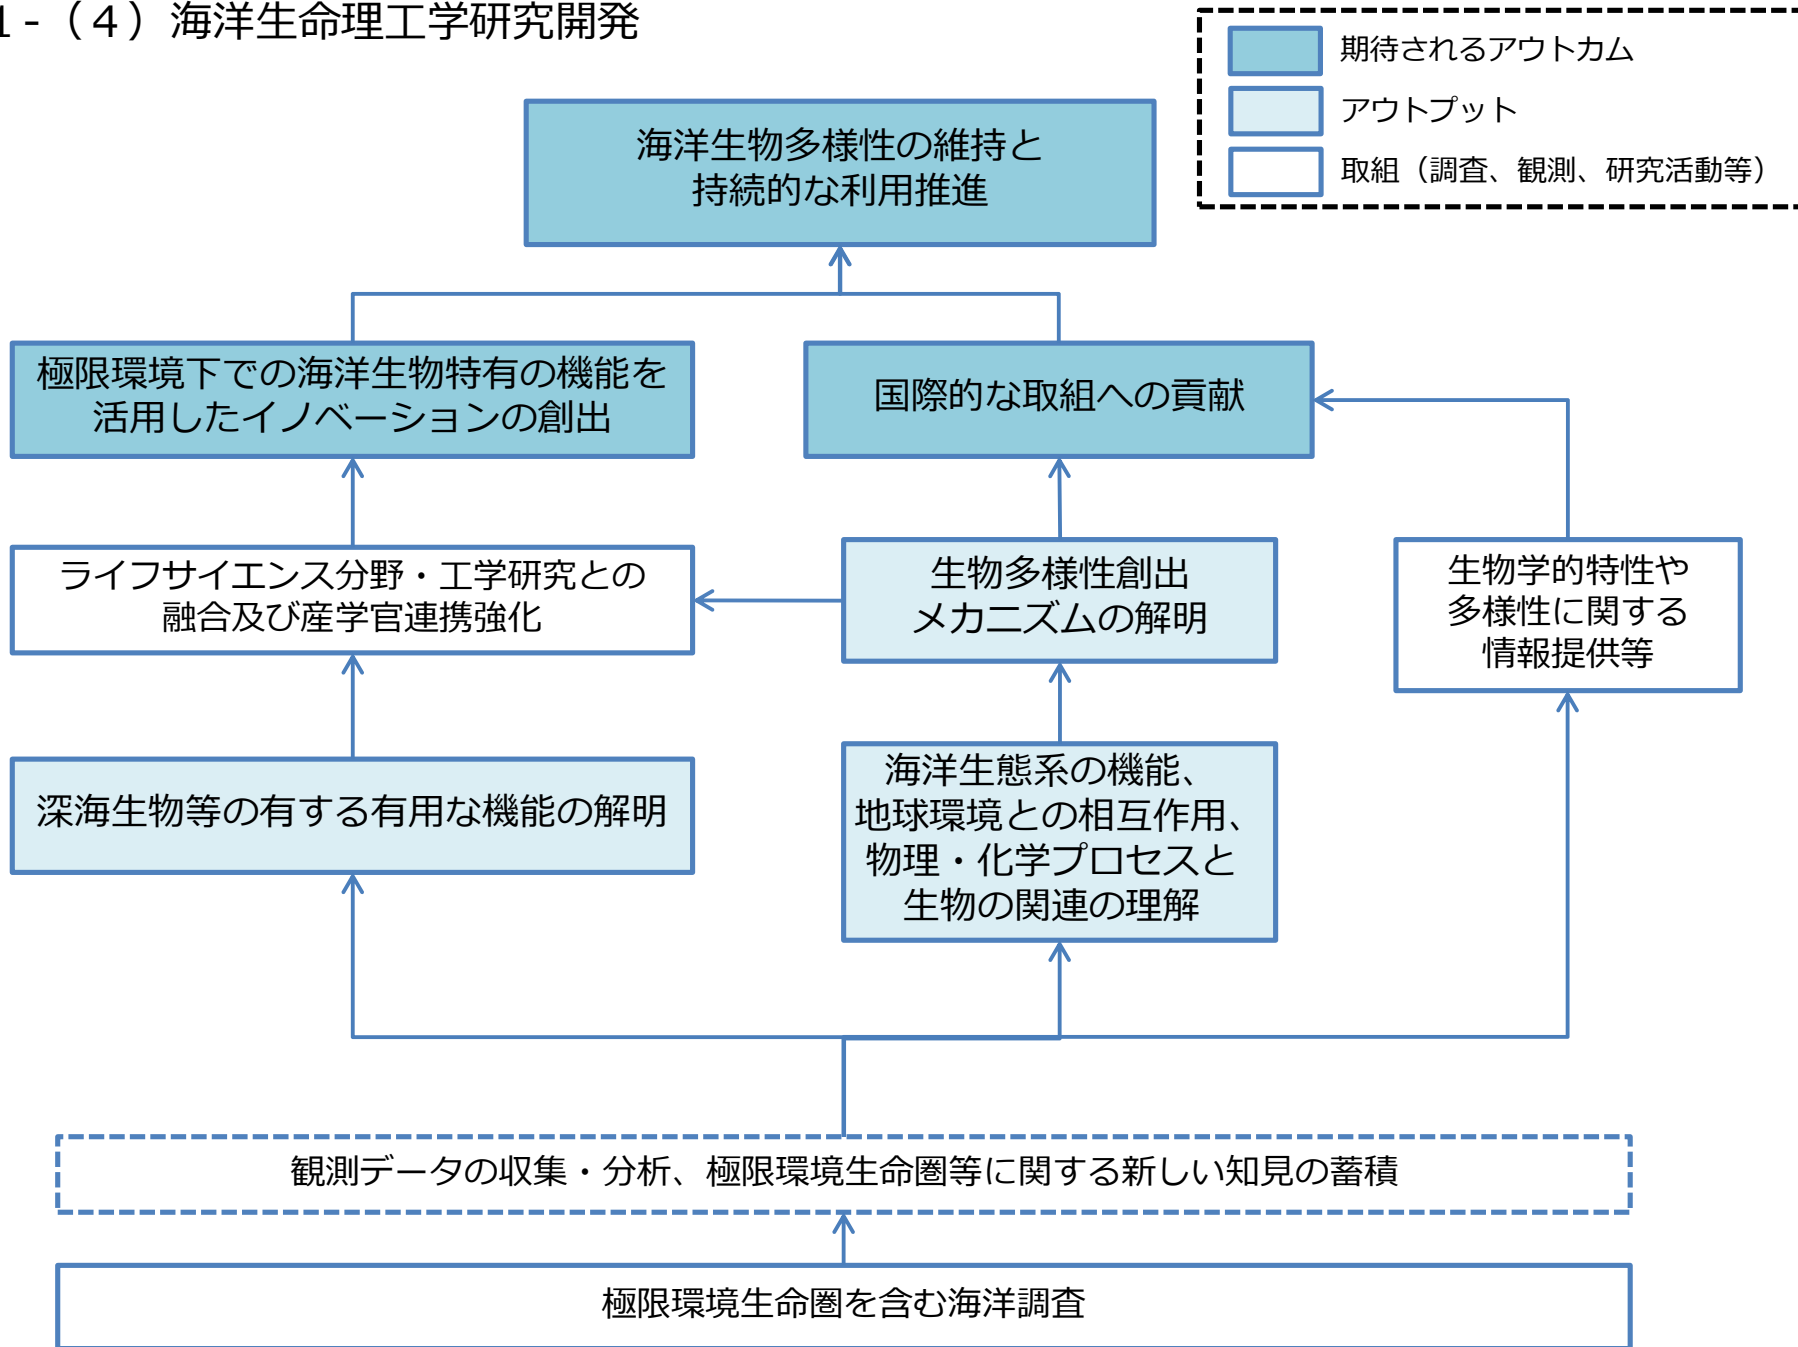 1-（4）海洋生命理工学研究開発
期待されるアウトカム
アウトプット
取組（調査、観測、研究活動等）
海洋生物多様性の維持と
持続的な利用推進
極限環境下での海洋生物特有の機能を
活用したイノベーションの創出
国際的な取組への貢献
ライフサイエンス分野・工学研究との
融合及び産学官連携強化
生物多様性創出
メカニズムの解明
生物学的特性や
多様性に関する
情報提供等
深海生物等の有する有用な機能の解明
海洋生態系の機能、
地球環境との相互作用、
物理・化学プロセスと
生物の関連の理解
観測データの収集・分析、極限環境生命圏等に関する新しい知見の蓄積
極限環境生命圏を含む海洋調査